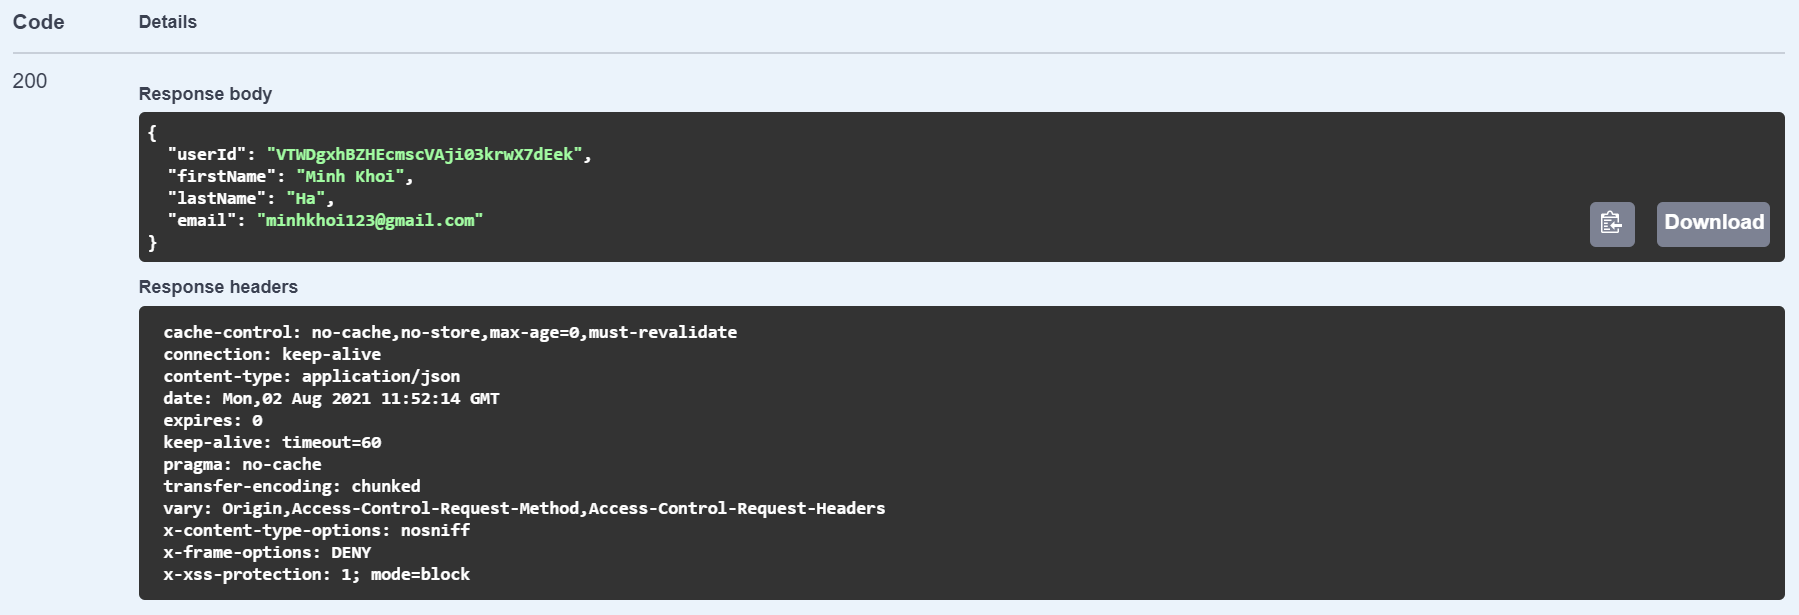 Code Details
200
Response body
{
"userId": "VTWDgxhBZHEcmscVAji03krwX7dEek",
"firstName": "Minh Khoi",
"lastName": "Ha",
"email": "minhkhoi123@gmail.com"
}
Download
Response headers
cache-control: no-cache,no-store,max-age=0,must-revalidate
connection: keep-alive
content-type: application/json
date: Mon,02 Aug 2021 11:52:14 GMT
expires: 0
keep-alive: timeout=60
pragma: no-cache
transfer-encoding: chunked
vary: Origin,Access-Control-Request-Method,Access-Control-Request-Headers
x-content-type-options: nosniff
x-frame-options: DENY
x-xss-protection: 1; mode=block